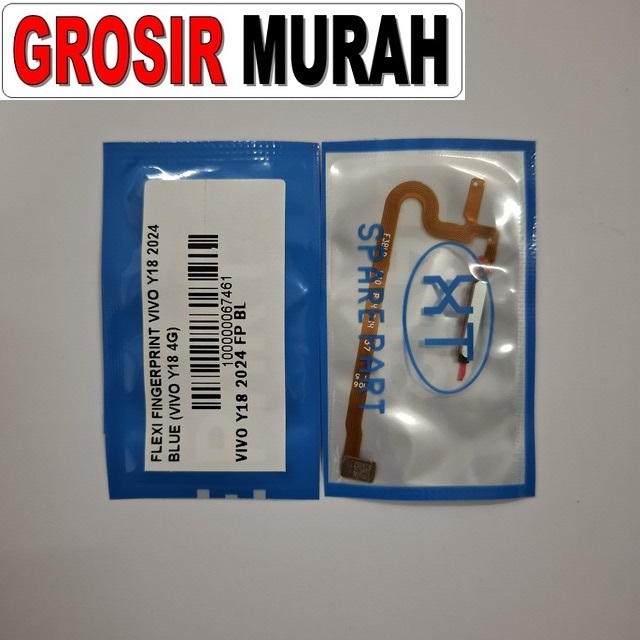 GROSIR MURAH
FLEXI FINGERPRINT VIVO Y18 2024
BLUE (VIVO Y18 4G)
1000000067461
VIVO Y18 2024 FP BL
XT
SPARE PART